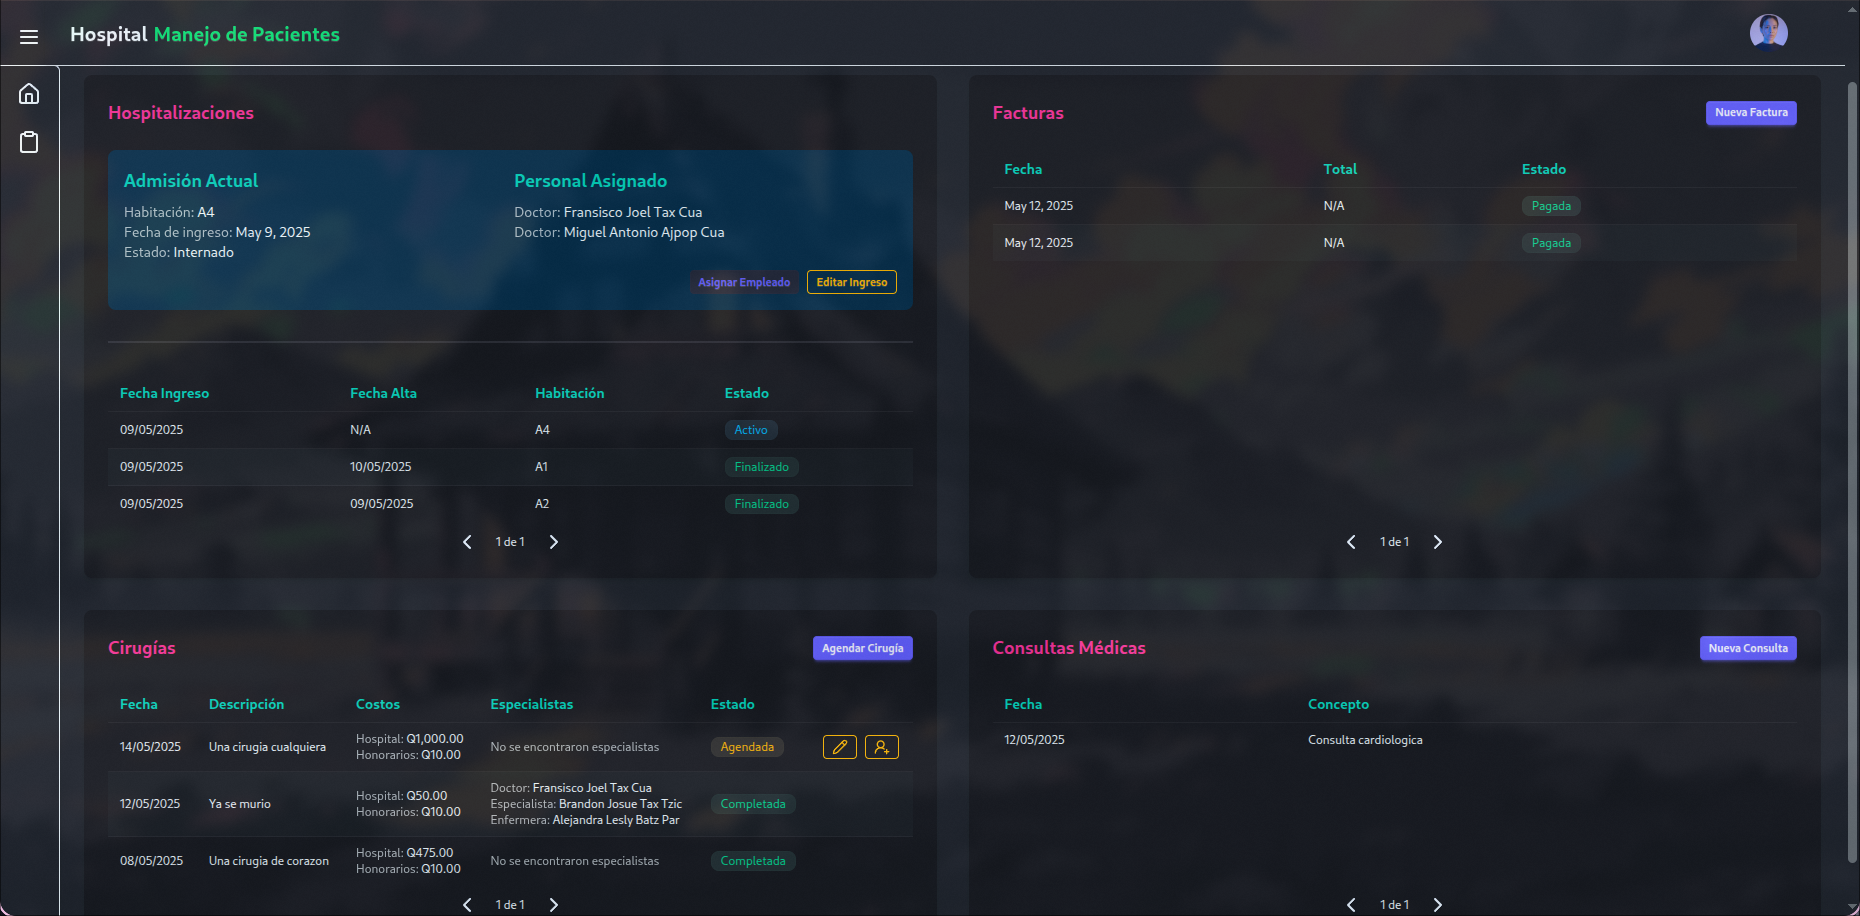 Hospital Manejo de Pacientes
Hospitalizaciones
Admisión Actual
Habitación: A4
Fecha de ingreso: May 9, 2025
Estado: Internado
Personal Asignado
Doctor: Fransisco Joel Tax Cua
Doctor: Miguel Antonio Ajpop Cua
Asignar Empleado Editar Ingreso
Fecha Ingreso Fecha Alta Habitación Estado
09/05/2025 N/A A4 Activo
09/05/2025 10/05/2025 A1 Finalizado
09/05/2025 09/05/2025 A2 Finalizado
1 de 1
Facturas Nueva Factura
Fecha Total Estado
May 12, 2025 N/A Pagada
May 12, 2025 N/A Pagada
1 de 1
Cirugías Agendar Cirugía
Fecha Descripción Costos Especialistas Estado
14/05/2025 Una cirugia cualquiera
Hospital: Q1,000.00
Honorarios: Q10.00
No se encontraron especialistas Agendada
12/05/2025 Ya se murio
Hospital: Q50.00
Honorarios: Q10.00
Doctor: Fransisco Joel Tax Cua
Especialista: Brandon Josue Tax Tzic
Enfermera: Alejandra Lesly Batz Par
Completada
08/05/2025 Una cirugia de corazon
Hospital: Q475.00
Honorarios: Q10.00
No se encontraron especialistas Completada
1 de 1
Consultas Médicas Nueva Consulta
Fecha Concepto
12/05/2025 Consulta cardiologica
1 de 1